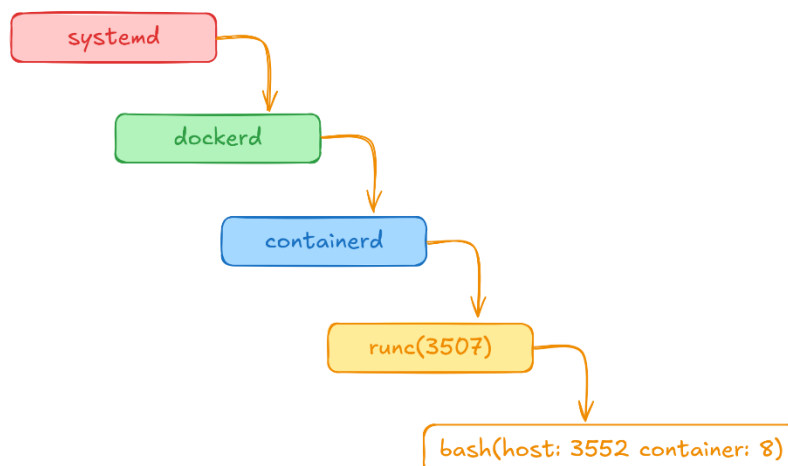 systemd
dockerd
containerd
runc(3507)
bash(host: 3552 container: 8)